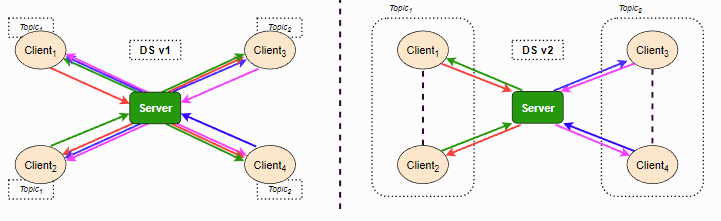 Topic₁
Topic₂
Client₁
DS v1
Client₃
Server
Client₂
Client₄
Topic₁
Topic₂
Topic₁
Topic₂
Client₁
DS v2
Client₃
Server
Client₂
Client₄